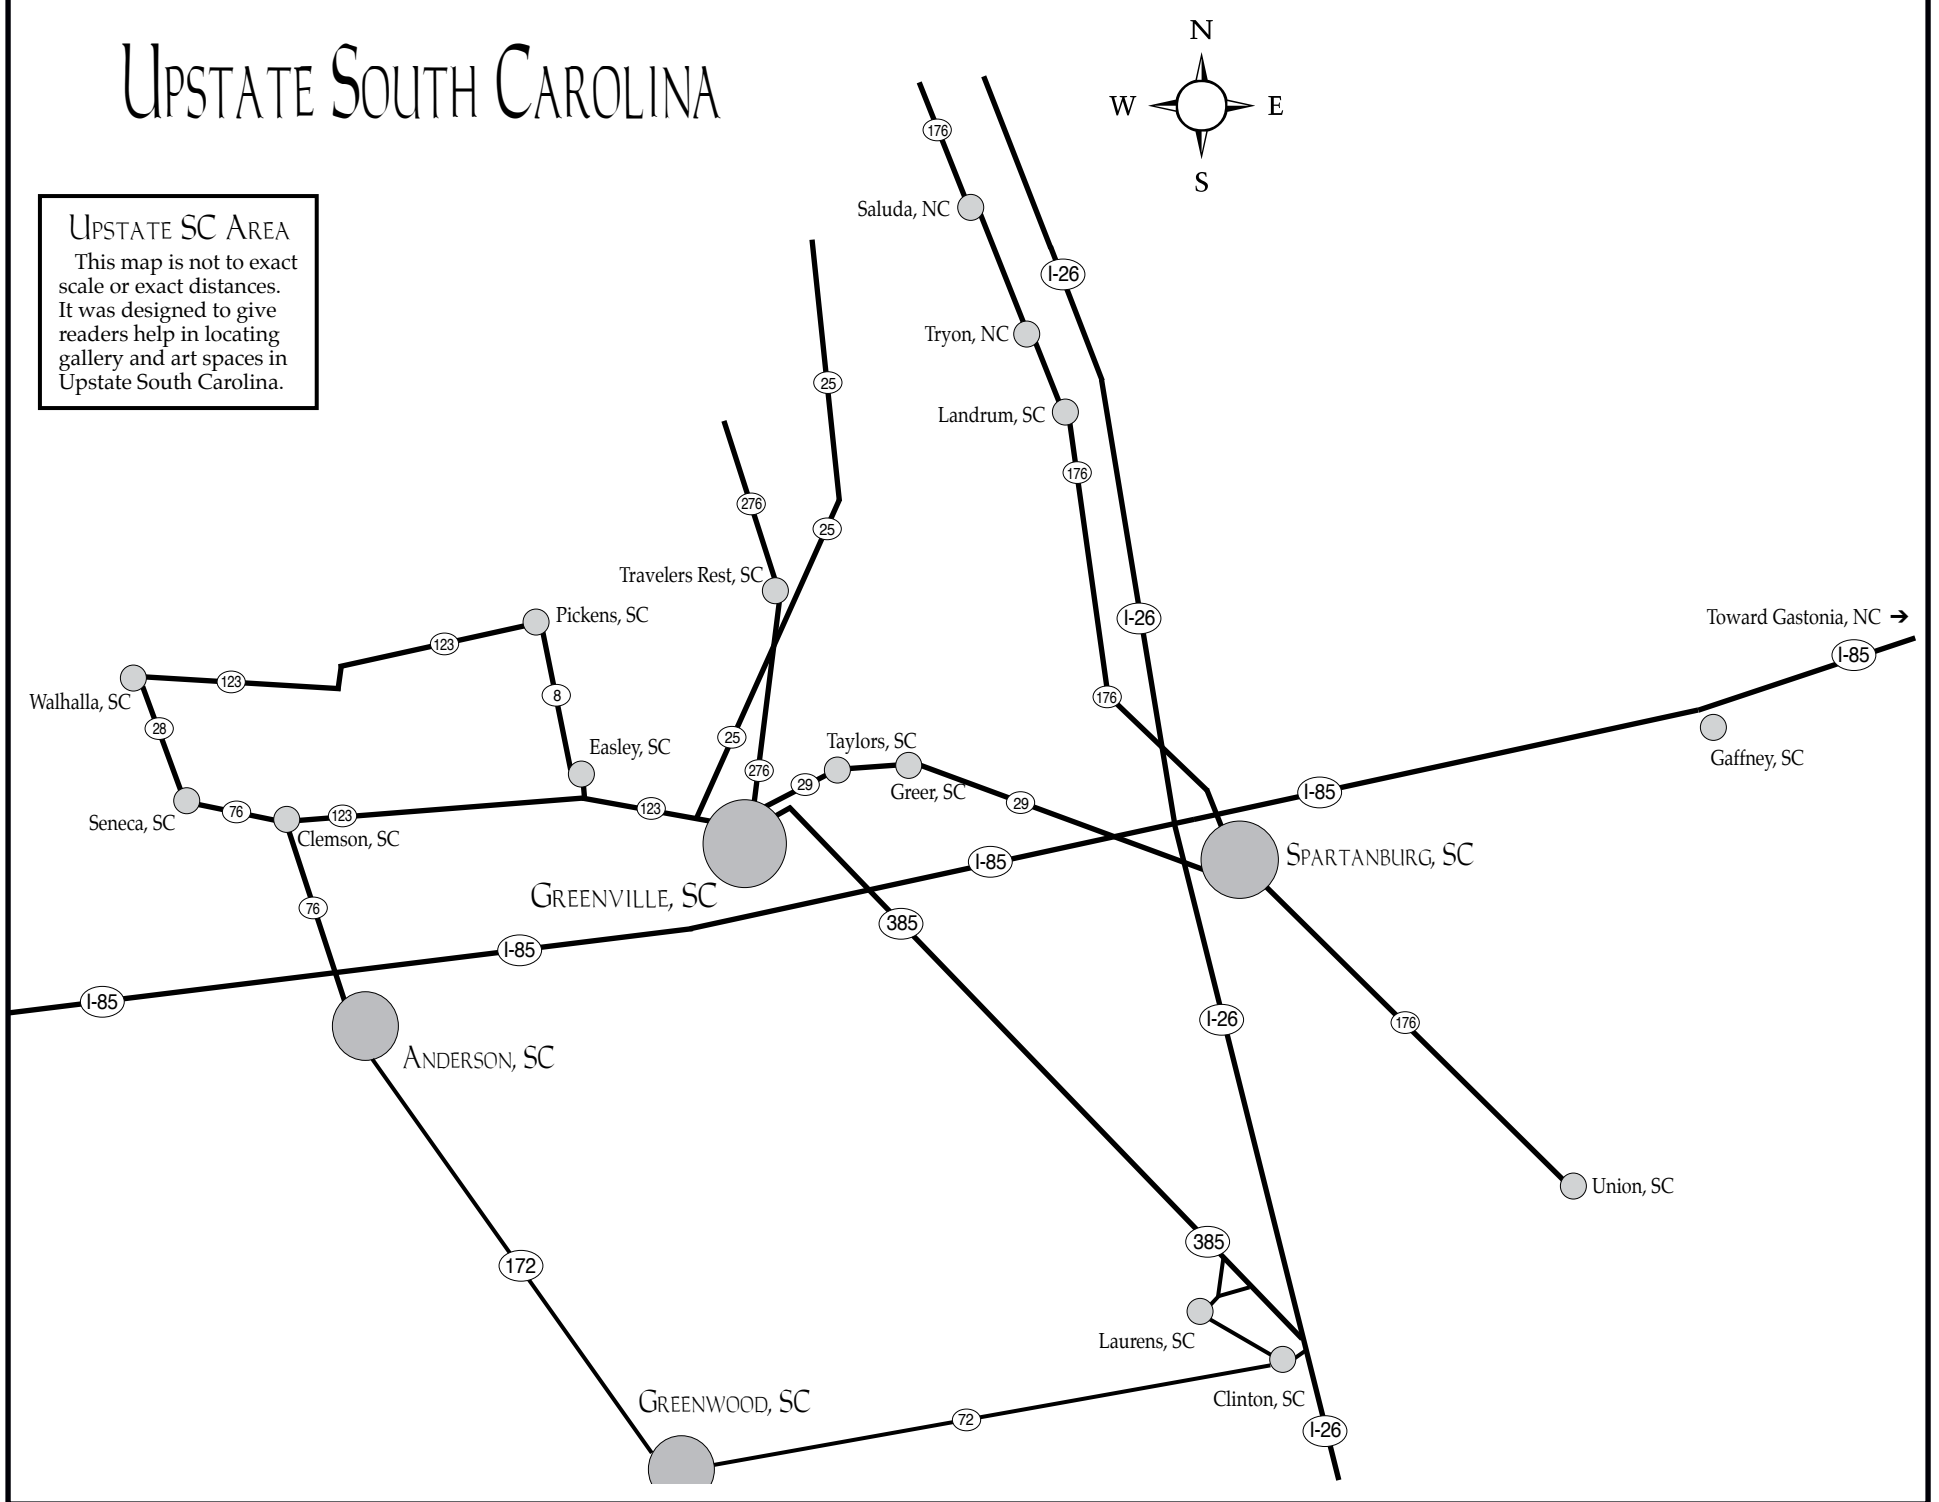 UPSTATE SOUTH CAROLINA
N
W
E
S
176
UPSTATE SC AREA
This map is not to exact
scale or exact distances.
It was designed to give
readers help in locating
gallery and art spaces in
Upstate South Carolina.
Saluda, NC
I-26
Tryon, NC
25
Landrum, SC
176
276
25
Travelers Rest, SC
Pickens, SC
I-26
Toward Gastonia, NC ➔
123
I-85
123
8
176
Walhalla, SC
28
25
Taylors, SC
Easley, SC
Gaffney, SC
276
29
Greer, SC
I-85
Seneca, SC
76
123
123
29
Clemson, SC
I-85
SPARTANBURG, SC
GREENVILLE, SC
76
385
I-85
I-85
I-26
176
ANDERSON, SC
Union, SC
385
172
Laurens, SC
GREENWOOD, SC
Clinton, SC
72
I-26